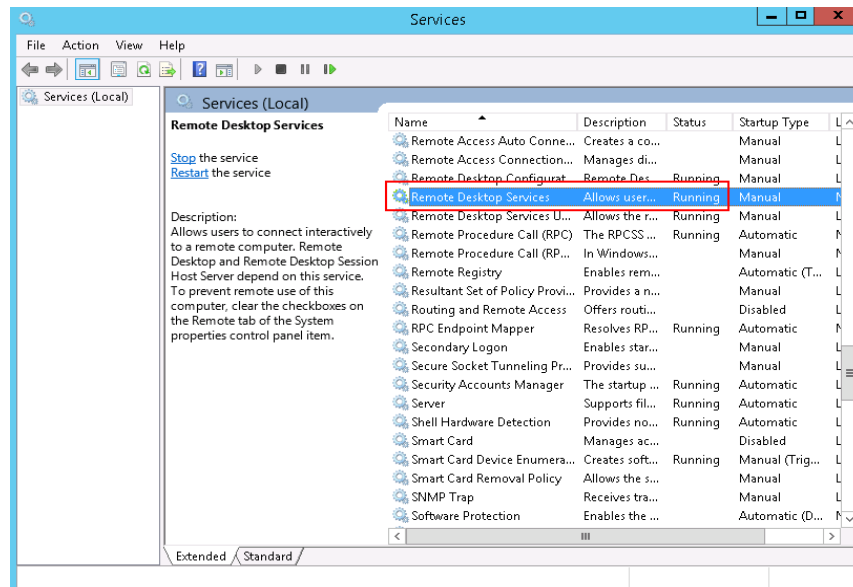 Services
File Action View Help
Services (Local)
Services (Local)
Remote Desktop Services
Stop the service
Restart the service
Description:
Allows users to connect interactively
to a remote computer. Remote
Desktop and Remote Desktop Session
Host Server depend on this service.
To prevent remote use of this
computer, clear the checkboxes on
the Remote tab of the System
properties control panel item.
Name Description Status Startup Type L
Remote Access Auto Conne... Creates a co... Manual L
Remote Access Connection... Manages di... Manual L
Remote Desktop Configurat... Remote Des... Running Manual L
Remote Desktop Services Allows user... Running Manual N
Remote Desktop Services U... Allows the r... Running Manual L
Remote Procedure Call (RPC) The RPCSS ... Running Automatic N
Remote Procedure Call (RP... In Windows... Manual N
Remote Registry Enables rem... Automatic (T... L
Resultant Set of Policy Provi... Provides a n... Manual L
Routing and Remote Access Offers routi... Disabled L
RPC Endpoint Mapper Resolves RP... Running Automatic N
Secondary Logon Enables star... Manual L
Secure Socket Tunneling Pr... Provides su... Manual L
Security Accounts Manager The startup ... Running Automatic L
Server Supports fil... Running Automatic L
Shell Hardware Detection Provides no... Running Automatic L
Smart Card Manages ac... Disabled L
Smart Card Device Enumera... Creates soft... Running Manual (Trig... L
Smart Card Removal Policy Allows the s... Manual L
SNMP Trap Receives tra... Manual L
Software Protection Enables the ... Automatic (D... N
Extended Standard